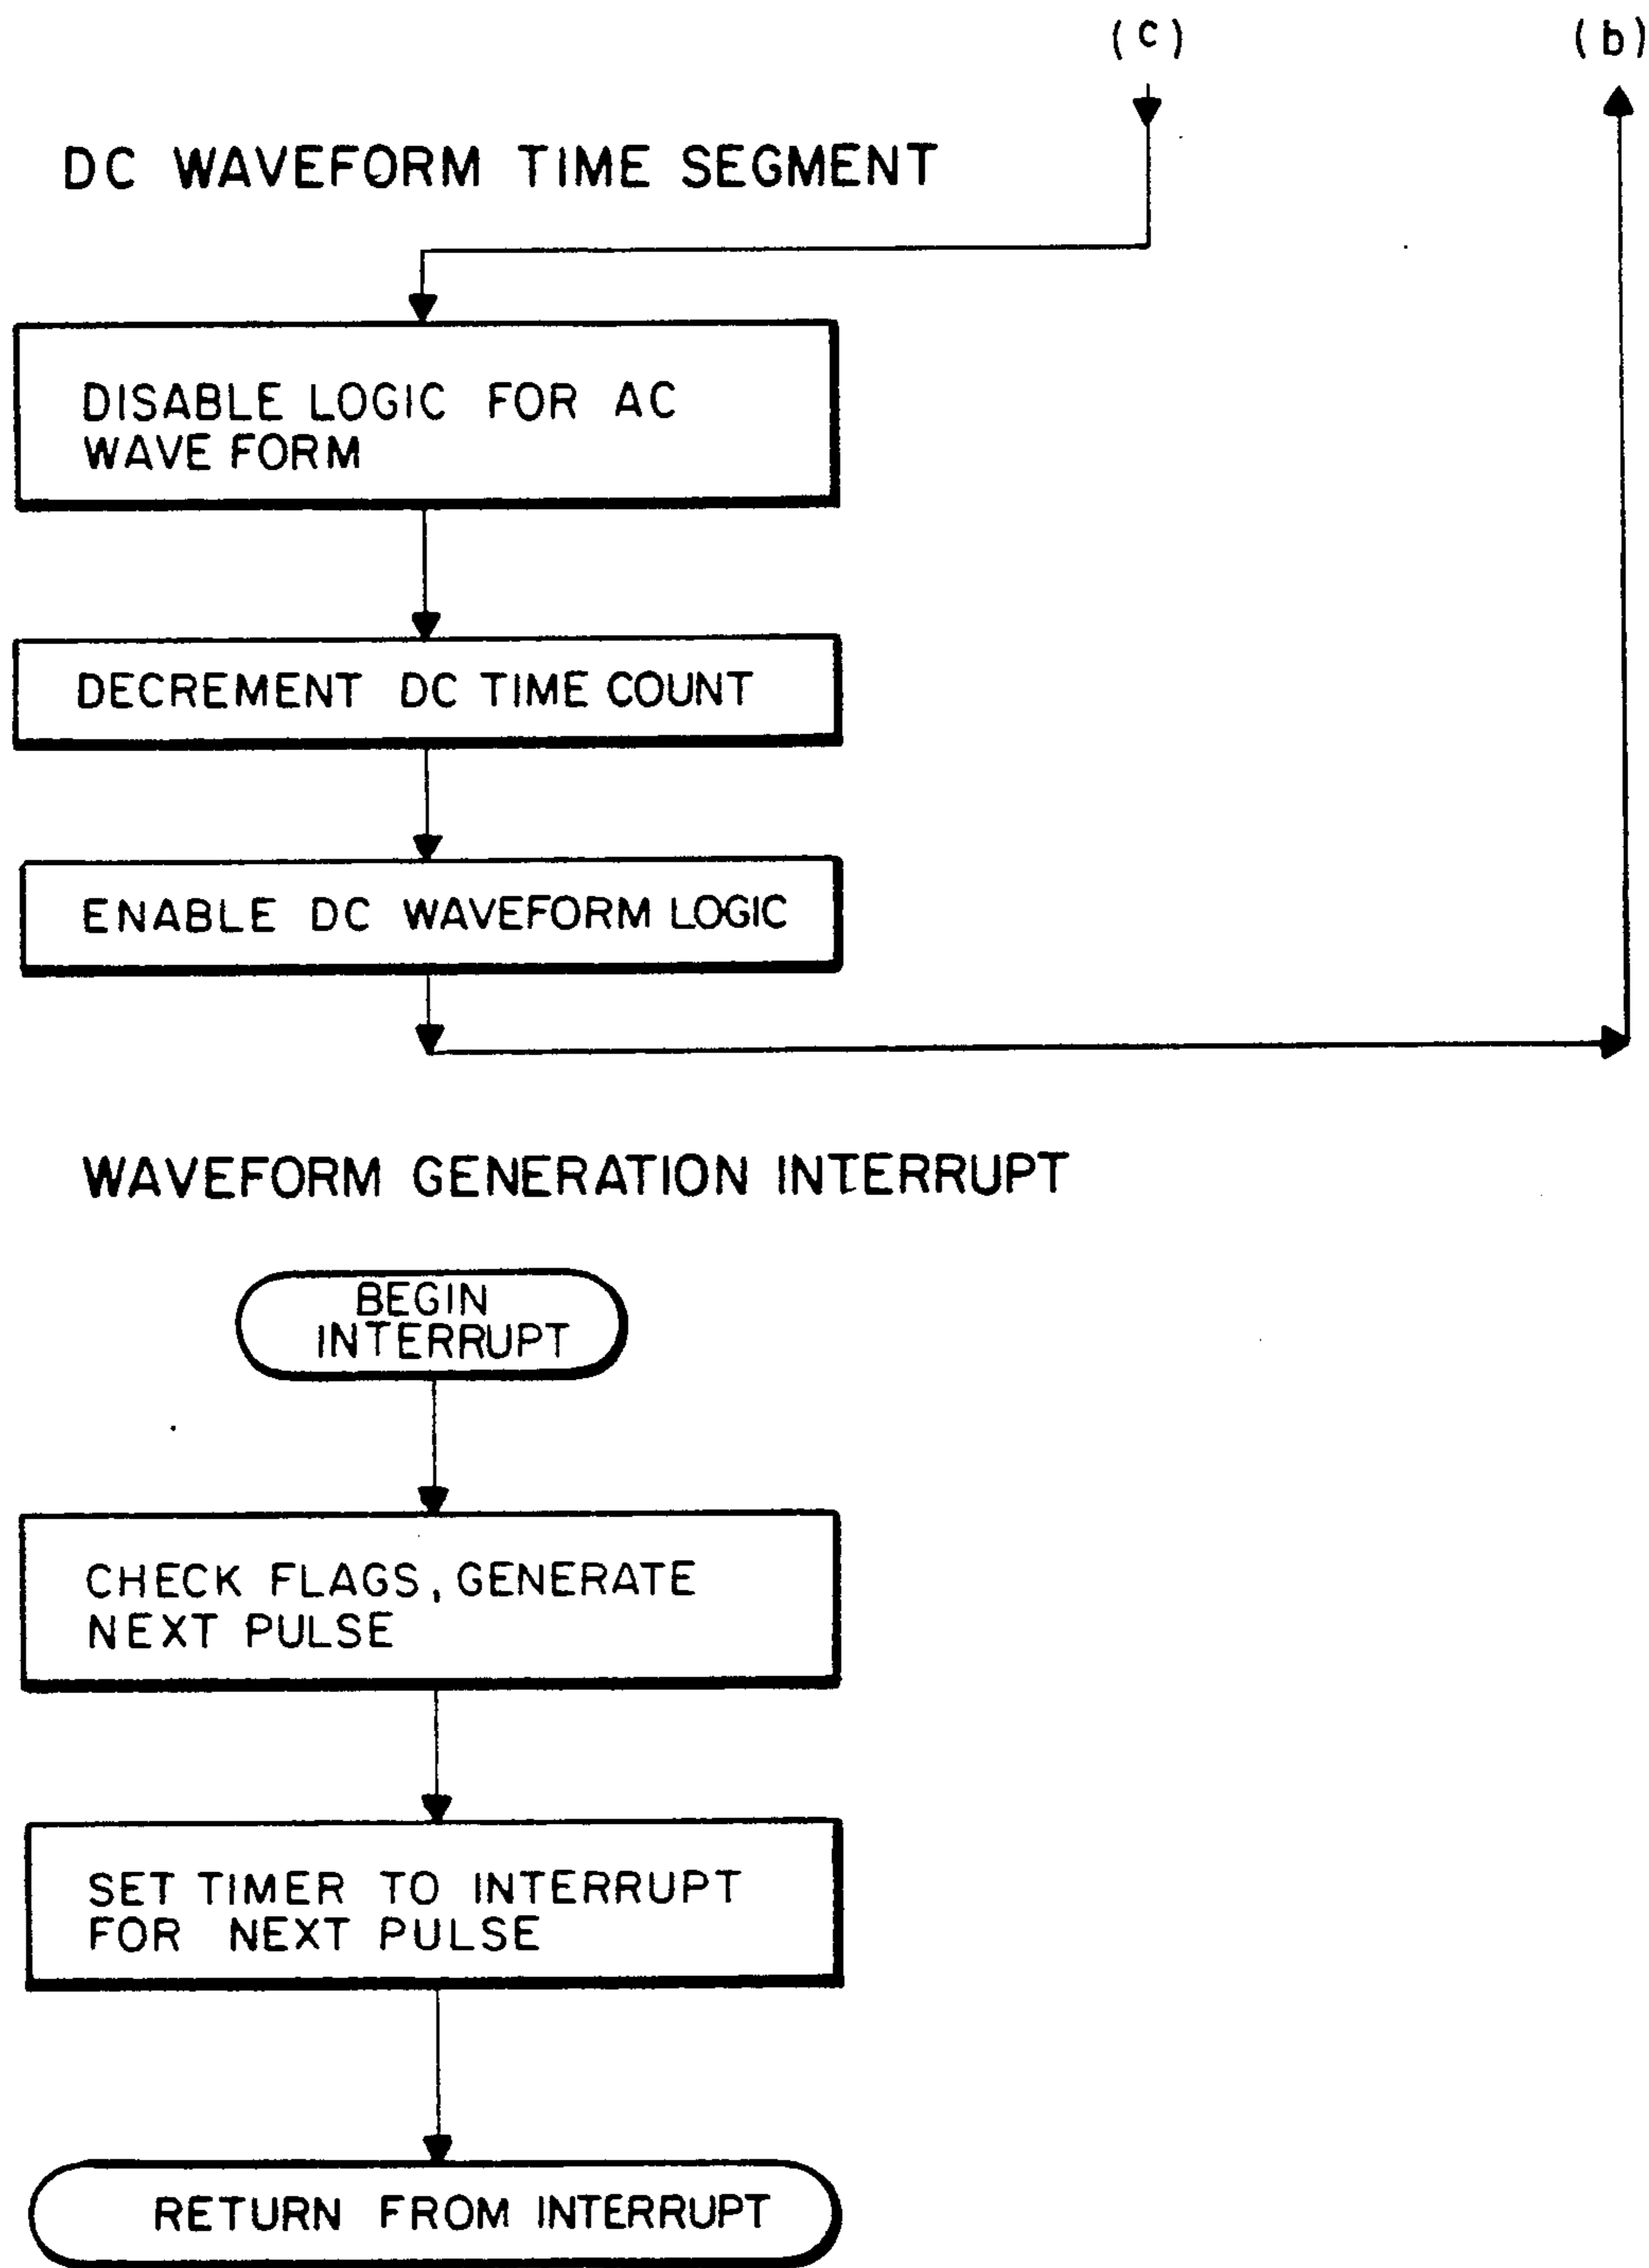 (c)
(b)
DC WAVEFORM TIME SEGMENT
DISABLE LOGIC FOR AC
WAVE FORM
DECREMENT DC TIME COUNT
ENABLE DC WAVEFORM LOGIC
WAVEFORM GENERATION INTERRUPT
BEGIN
INTERRUPT
CHECK FLAGS, GENERATE
NEXT PULSE
SET TIMER TO INTERRUPT
FOR NEXT PULSE
RETURN FROM INTERRUPT